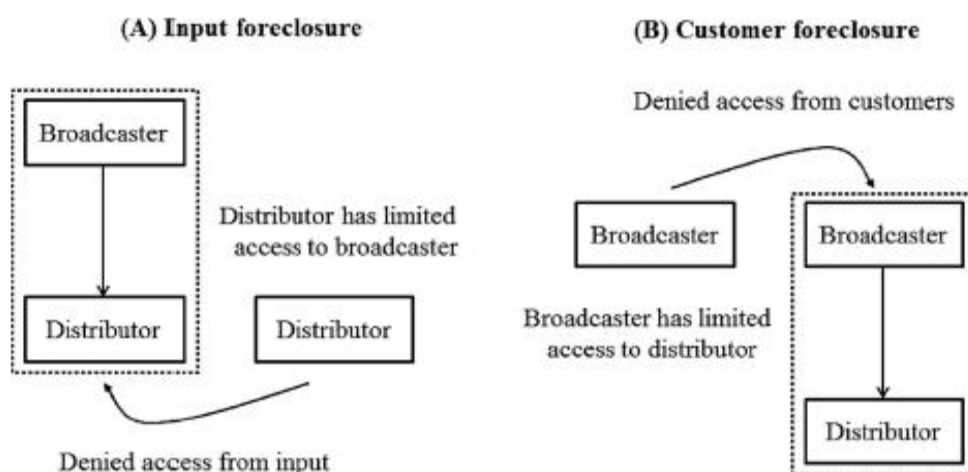 (A) Input foreclosure
Broadcaster
Distributor has limited
access to broadcaster
Distributor
Distributor
Denied access from input
(B) Customer foreclosure
Denied access from customers
Broadcaster
Broadcaster
Broadcaster has limited
access to distributor
Distributor